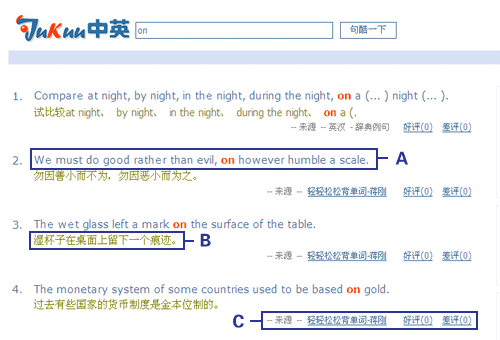 JuKuu中英
on
句酷一下
1. Compare at night, by night, in the night, during the night, on a (... ) night (... ).
试比较at night、 by night、 in the night、 during the night、 on a (.
-- 来源 -- 英汉 - 辞典例句 好评(0) 差评(0)
2. We must do good rather than evil, on however humble a scale. A
勿因善小而不为，勿因恶小而为之。
-- 来源 -- 轻轻松松背单词-蒋刚 好评(0) 差评(0)
3. The wet glass left a mark on the surface of the table.
湿杯子在桌面上留下一个痕迹。 B
-- 来源 -- 轻轻松松背单词-蒋刚 好评(0) 差评(0)
4. The monetary system of some countries used to be based on gold.
过去有些国家的货币制度是金本位制的。
C -- 来源 -- 轻轻松松背单词-蒋刚 好评(0) 差评(0)